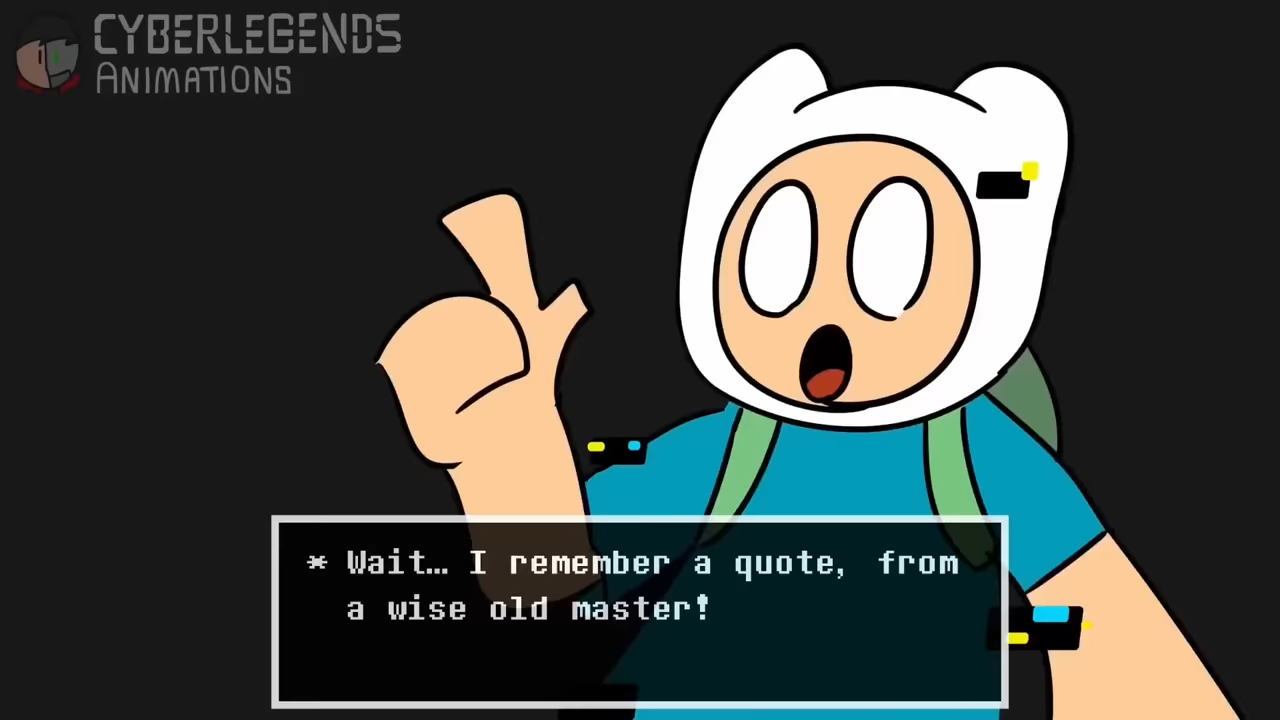 CYBERLEGENDS
ANIMATIONS
* Wait… I remember a quote, from
a wise old master!